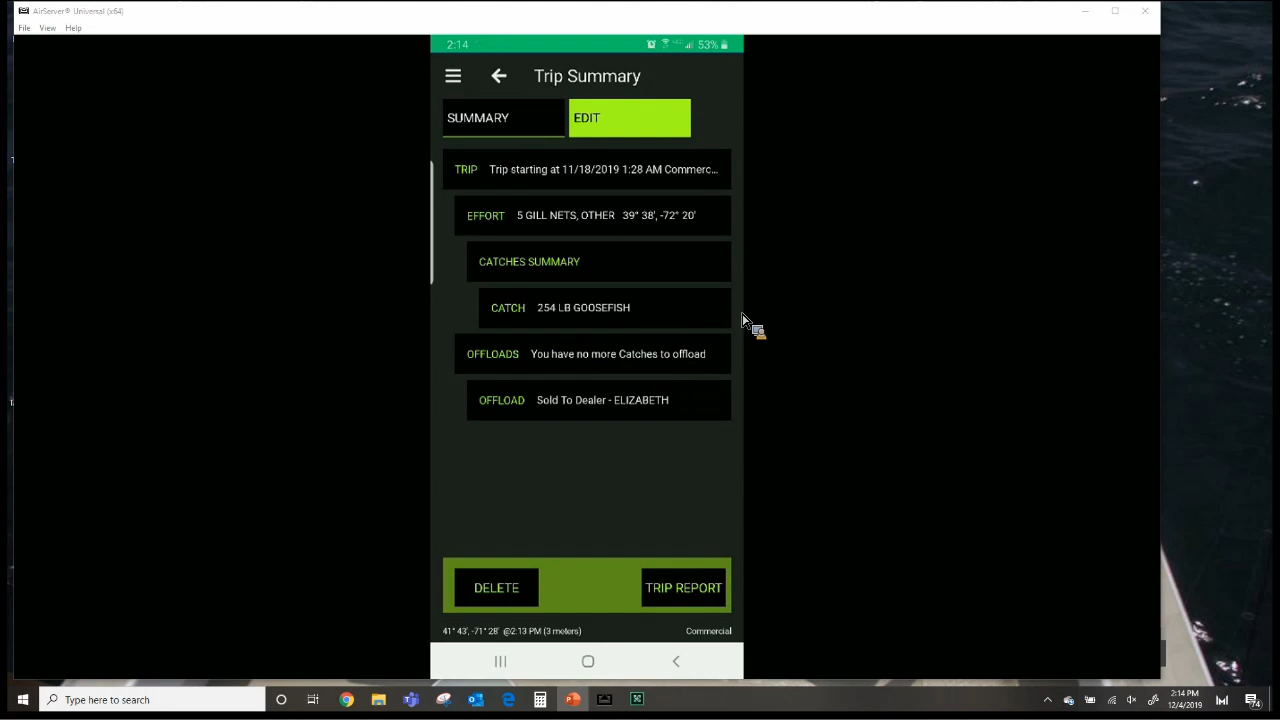 AirServer® Universal (x64)
File View Help
2:14 53%
Trip Summary
SUMMARY EDIT
TRIP Trip starting at 11/18/2019 1:28 AM Commerc...
EFFORT 5 GILL NETS, OTHER 39° 38', -72° 20'
CATCHES SUMMARY
CATCH 254 LB GOOSEFISH
OFFLOADS You have no more Catches to offload
OFFLOAD Sold To Dealer - ELIZABETH
DELETE TRIP REPORT
41° 43', -71° 28' @2:13 PM (3 meters) Commercial
Type here to search
2:14 PM
12/4/2019
74